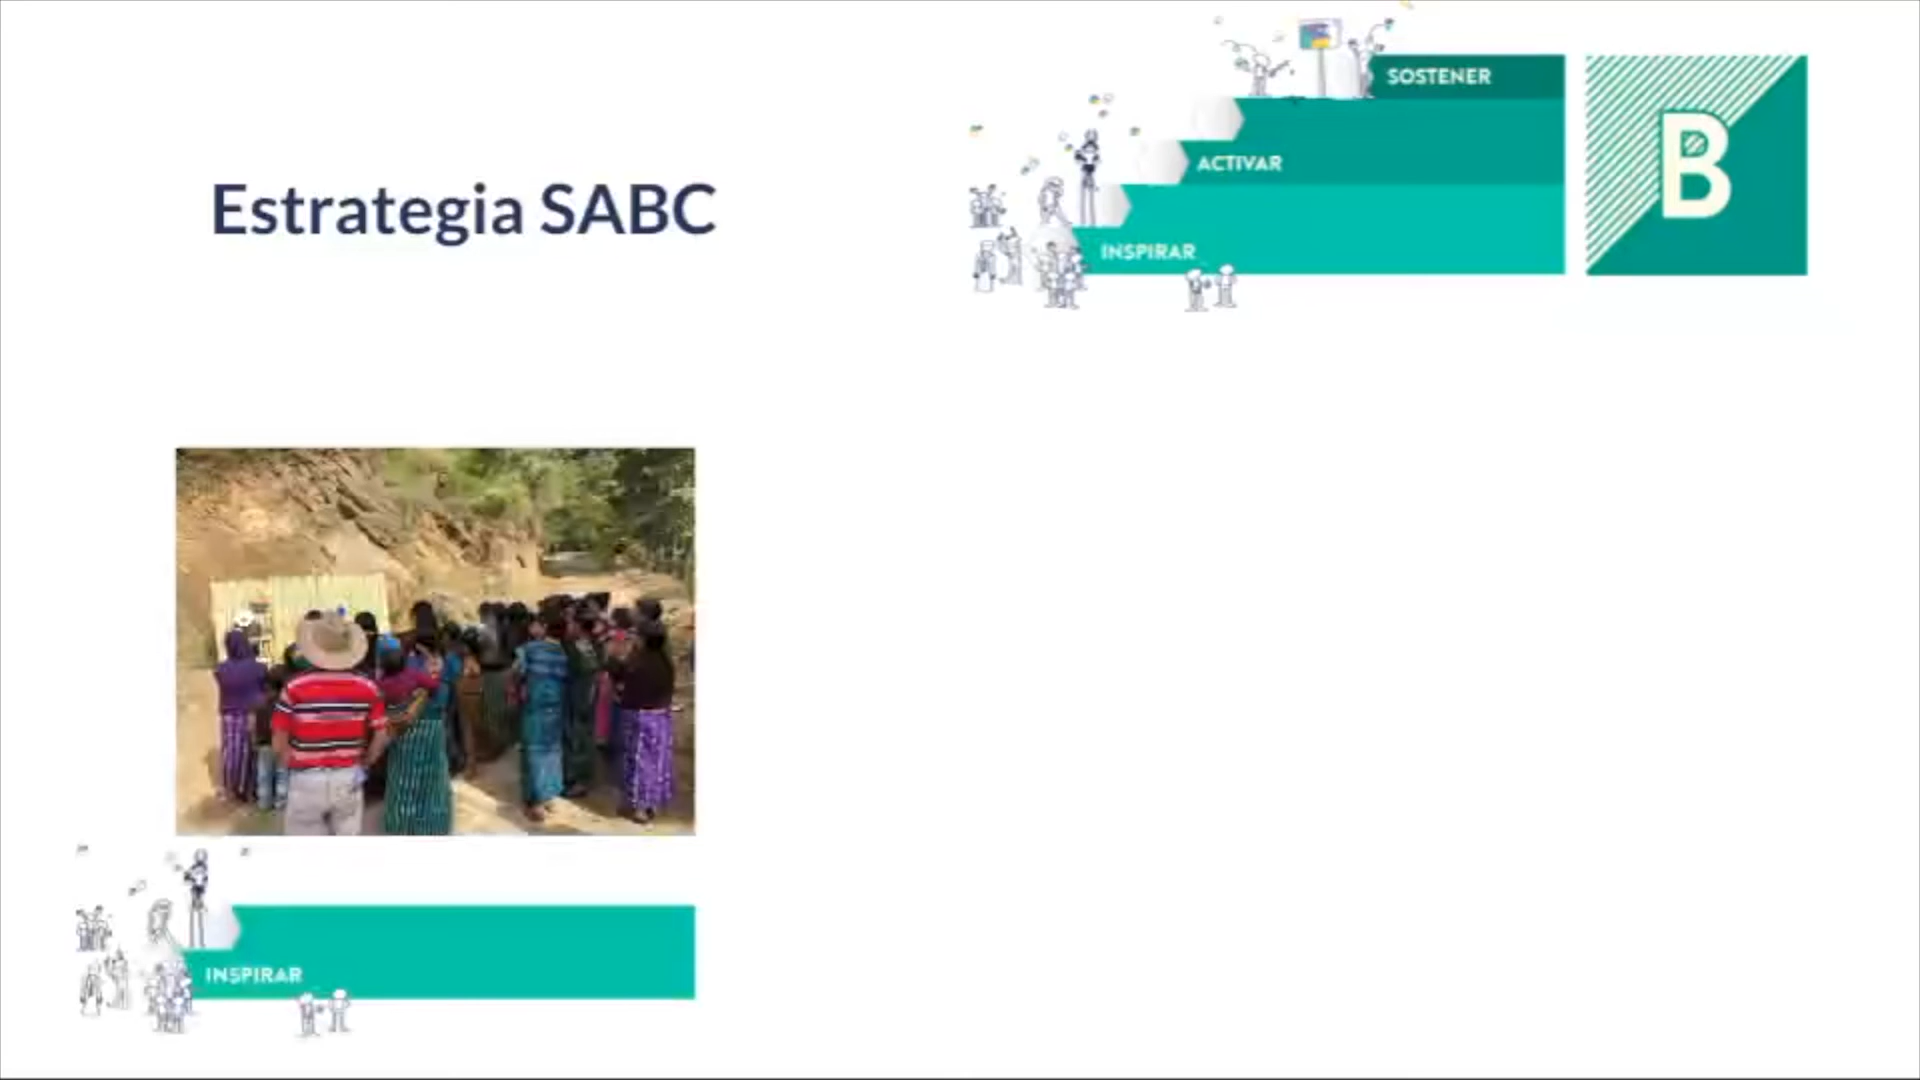 SOSTENER
B
ACTIVAR
Estrategia SABC
INSPIRAR
INSPIRAR